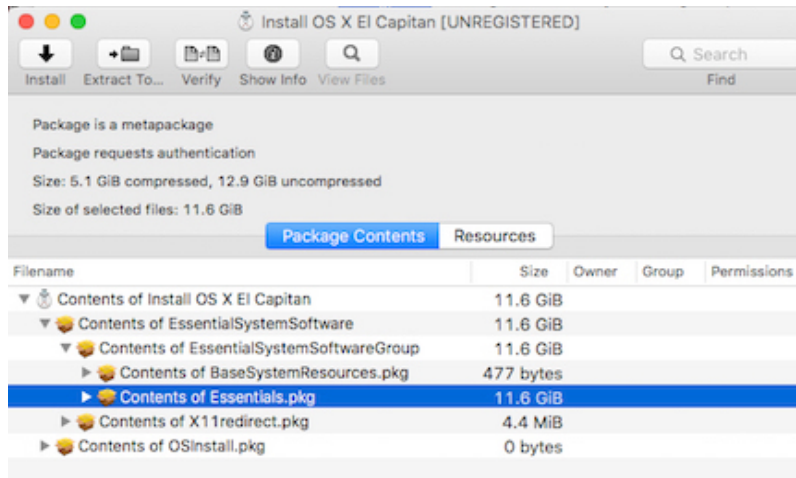 Install OS X El Capitan [UNREGISTERED]
Install Extract To... Verify Show Info View Files Search Find
Package is a metapackage
Package requests authentication
Size: 5.1 GiB compressed, 12.9 GiB uncompressed
Size of selected files: 11.6 GiB
Package Contents Resources
Filename Size Owner Group Permissions
Contents of Install OS X El Capitan 11.6 GiB
Contents of EssentialSystemSoftware 11.6 GiB
Contents of EssentialSystemSoftwareGroup 11.6 GiB
Contents of BaseSystemResources.pkg 477 bytes
Contents of Essentials.pkg 11.6 GiB
Contents of X11redirect.pkg 4.4 MiB
Contents of OSInstall.pkg 0 bytes